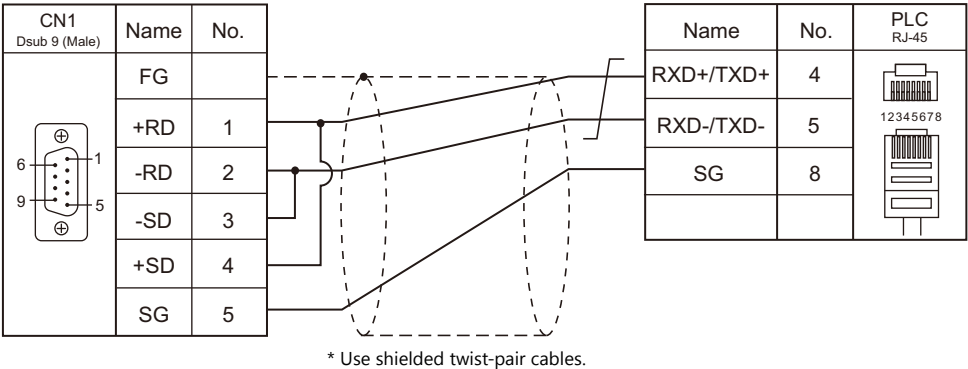 CN1
Dsub 9 (Male)
Name
No.
FG
+RD
1
-RD
2
-SD
3
+SD
4
SG
5
6
1
9
5
Name
No.
PLC
RJ-45
RXD+/TXD+
4
RXD-/TXD-
5
SG
8
12345678
* Use shielded twist-pair cables.